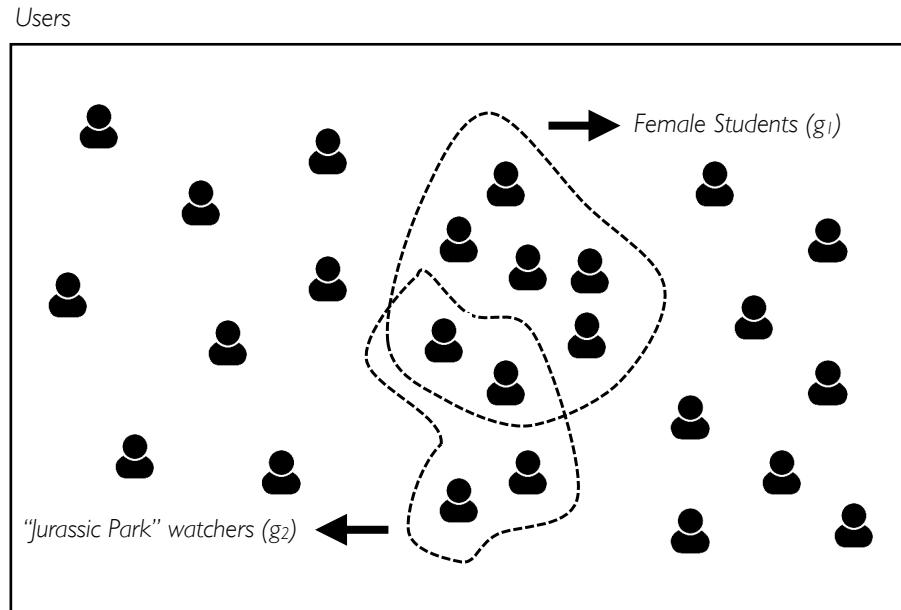 Users
Female Students (g1)
“Jurassic Park” watchers (g2)